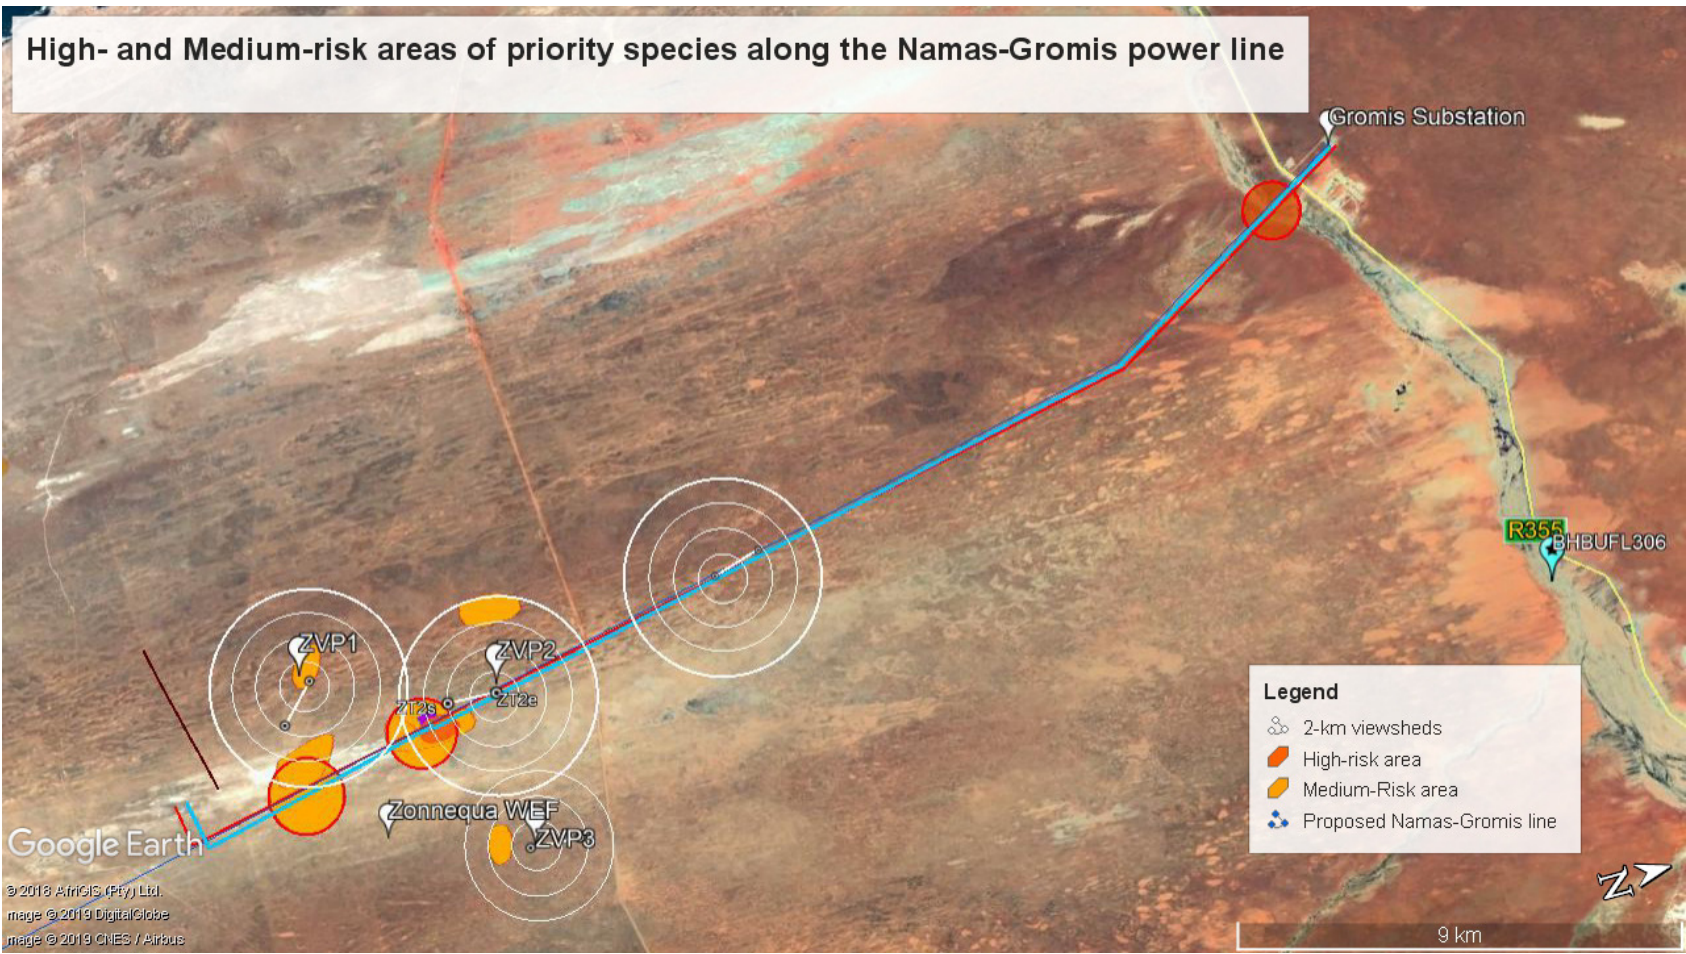 High- and Medium-risk areas of priority species along the Namas-Gromis power line
Gromis Substation
R355
BHBUFL306
ZVP1
ZVP2
ZT2s
ZT2e
Zonnequa WEF
ZVP3
Legend
2-km viewsheds
High-risk area
Medium-Risk area
Proposed Namas-Gromis line
Google Earth
© 2018 AfriGIS (Pty) Ltd.
mage © 2019 DigitalGlobe
mage © 2019 CNES / Airbus
N
9 km